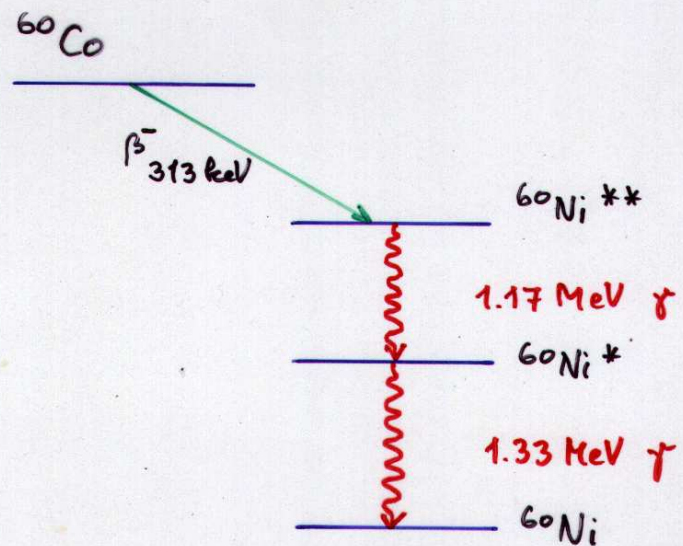 ⁶⁰Co
β⁻
313 keV
⁶⁰Ni **
1.17 MeV γ
⁶⁰Ni *
1.33 MeV γ
⁶⁰Ni